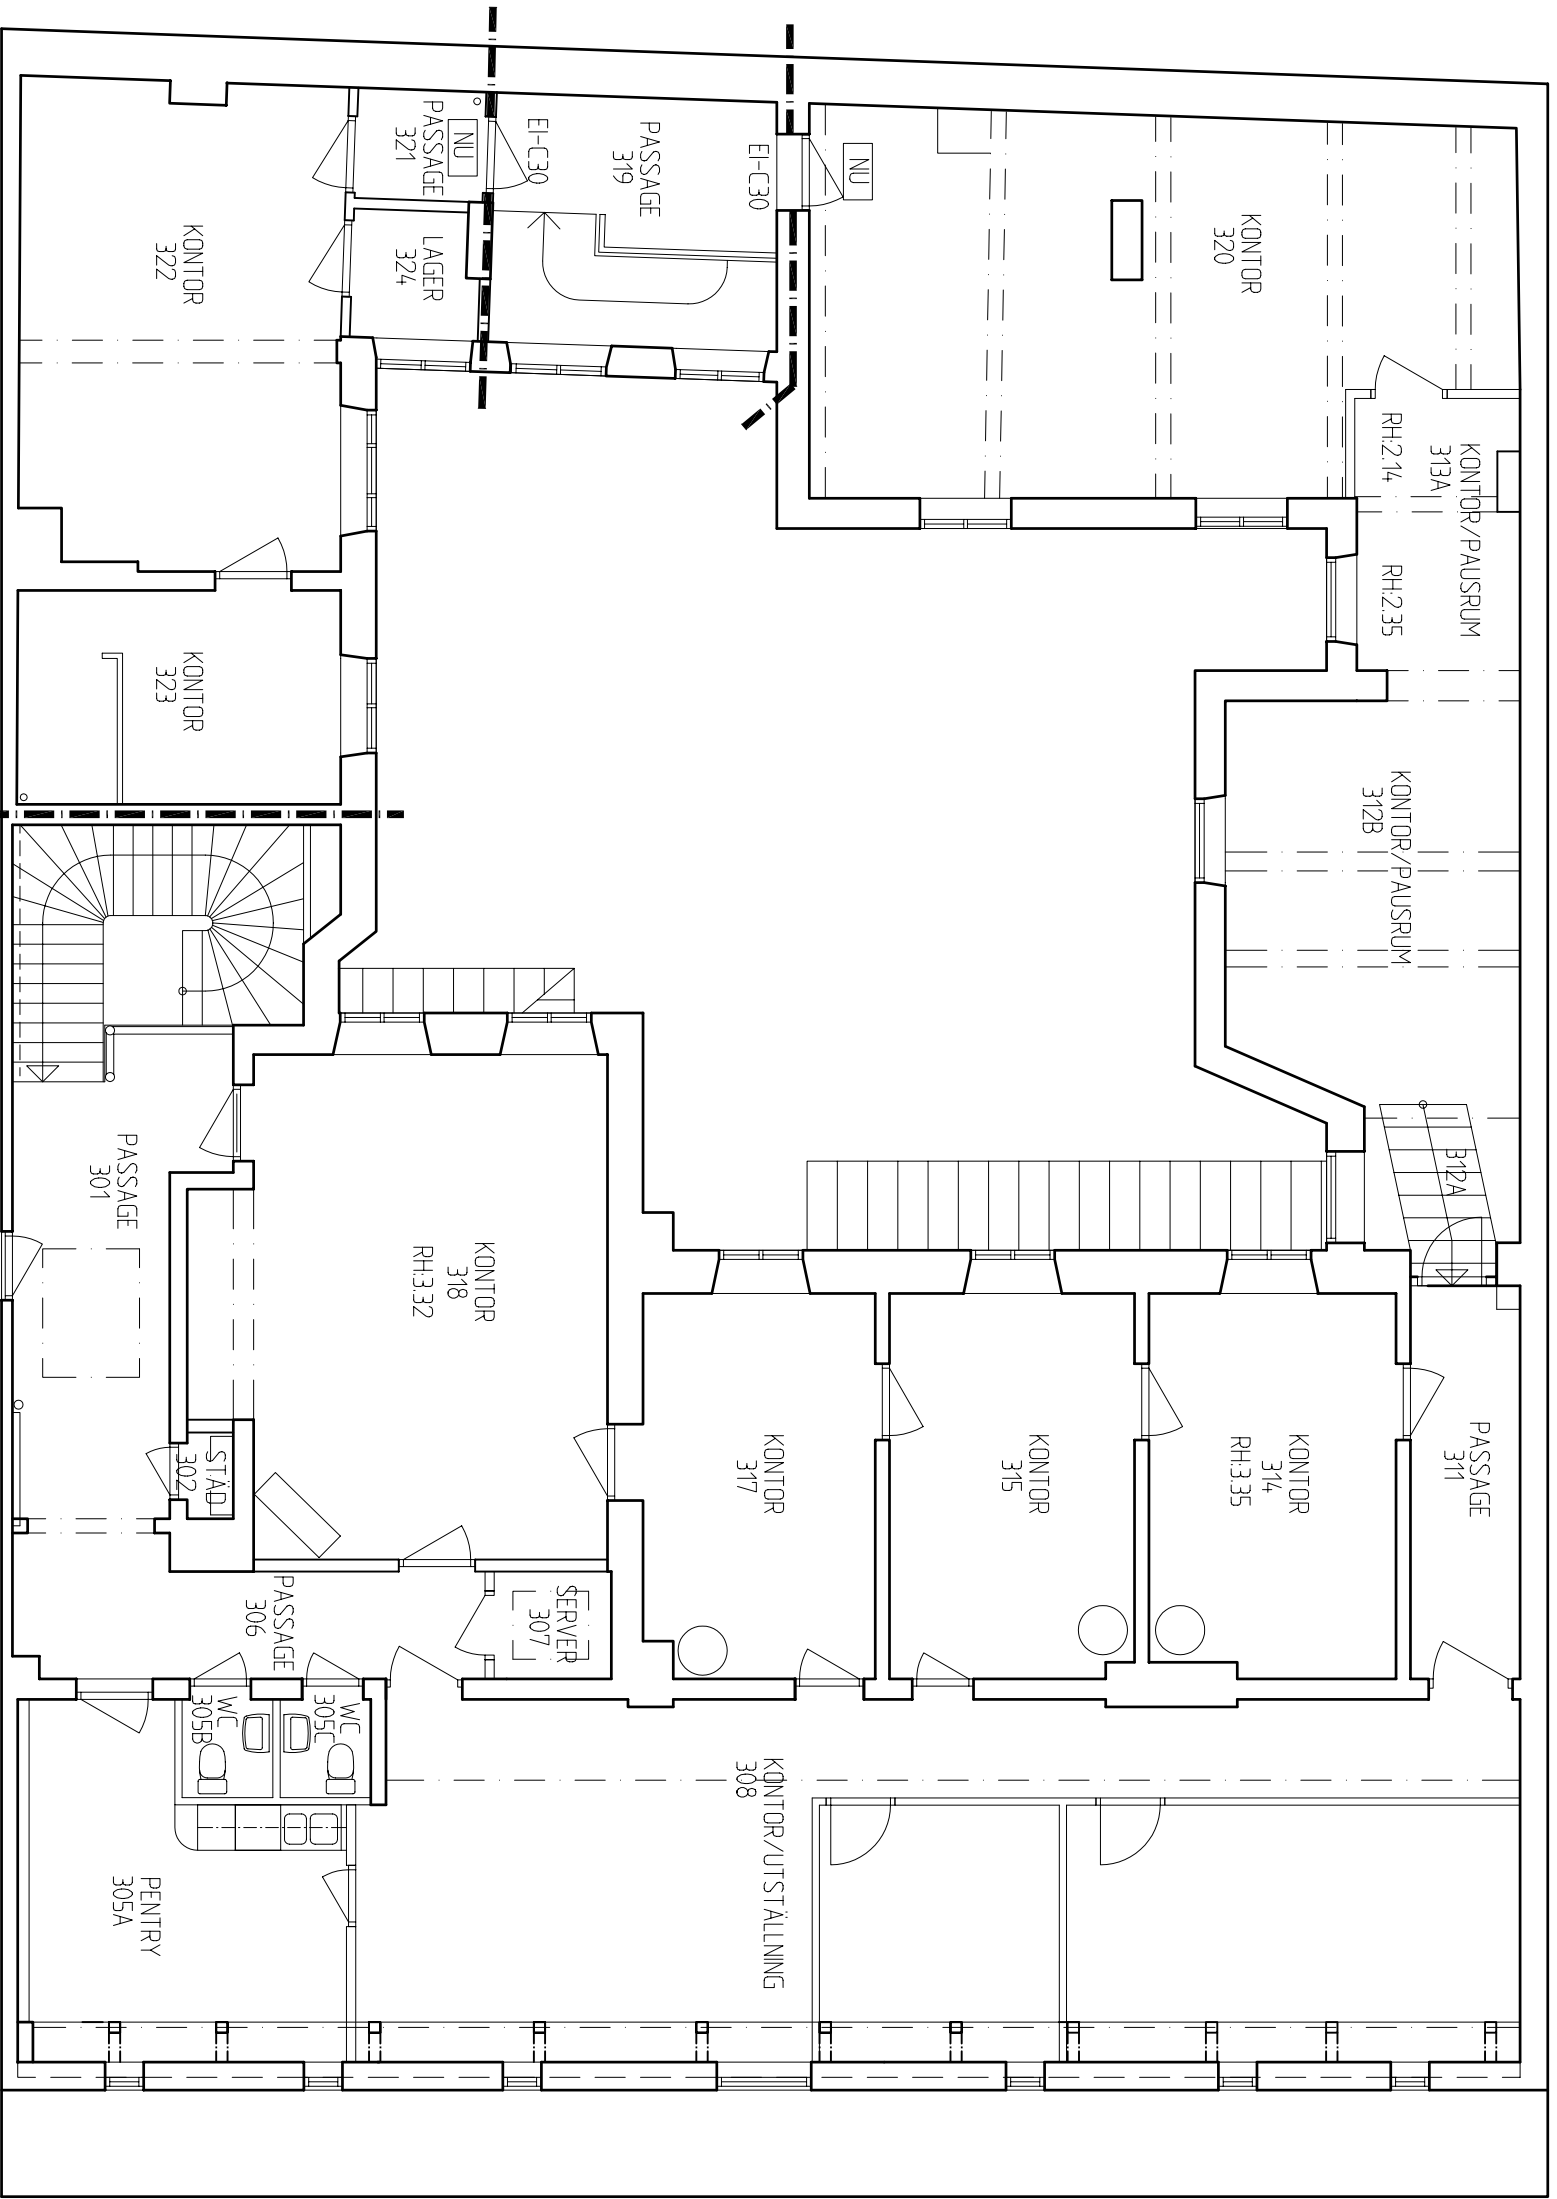 KONTOR
320
NU
EI-C30
PASSAGE
319
EI-C30
NU
PASSAGE
321
LAGER
324
KONTOR
322
KONTOR/PAUSRUM
313A
RH:2.14
RH:2.35
KONTOR
323
KONTOR/PAUSRUM
312B
312A
PASSAGE
301
KONTOR
318
RH:3.32
STÄD
302
KONTOR
317
KONTOR
315
KONTOR
314
RH:3.35
PASSAGE
311
PASSAGE
306
SERVER
307
WC
305B
WC
305C
PENTRY
305A
KONTOR/UTSTÄLLNING
308